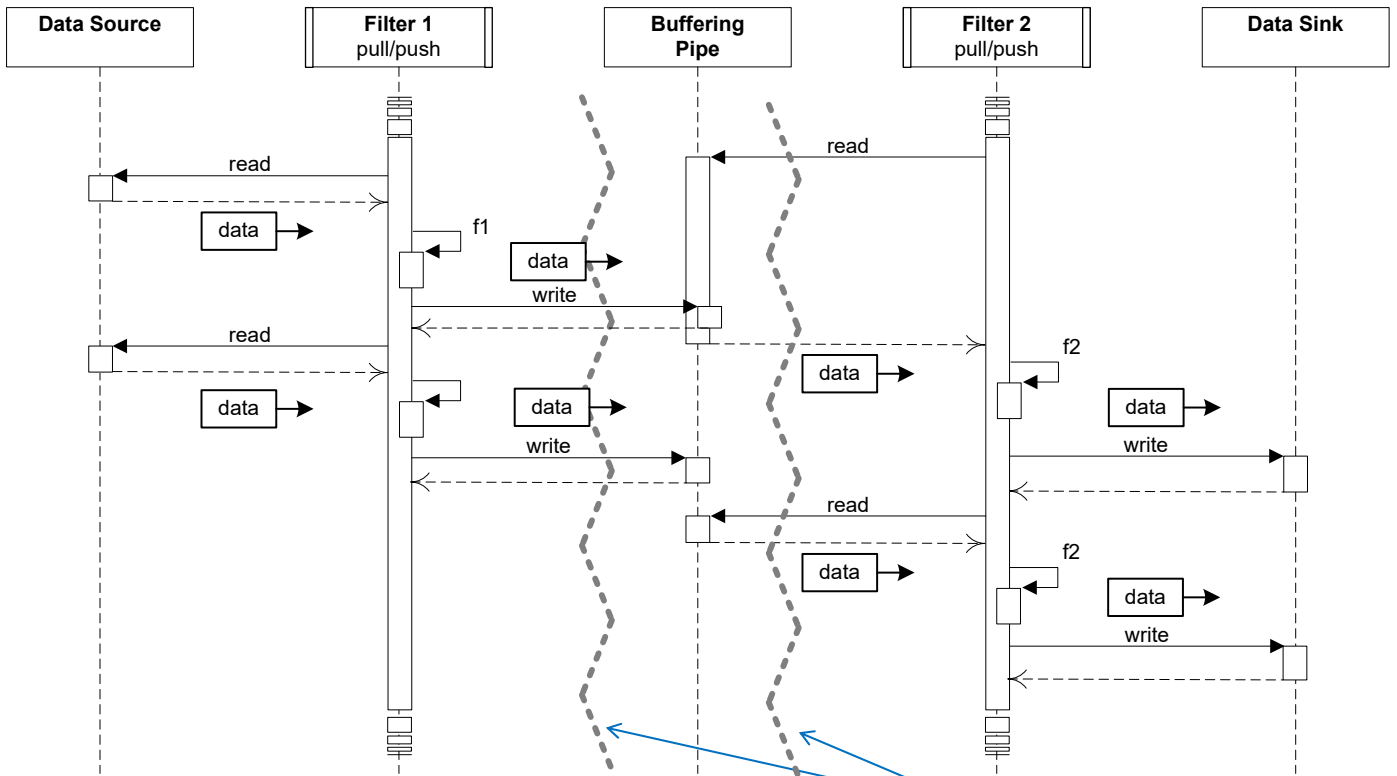 Data Source
Filter 1
pull/push
Buffering
Pipe
Filter 2
pull/push
Data Sink
read
read
data
f1
data
write
read
f2
data
data
data
data
write
write
read
f2
data
data
write